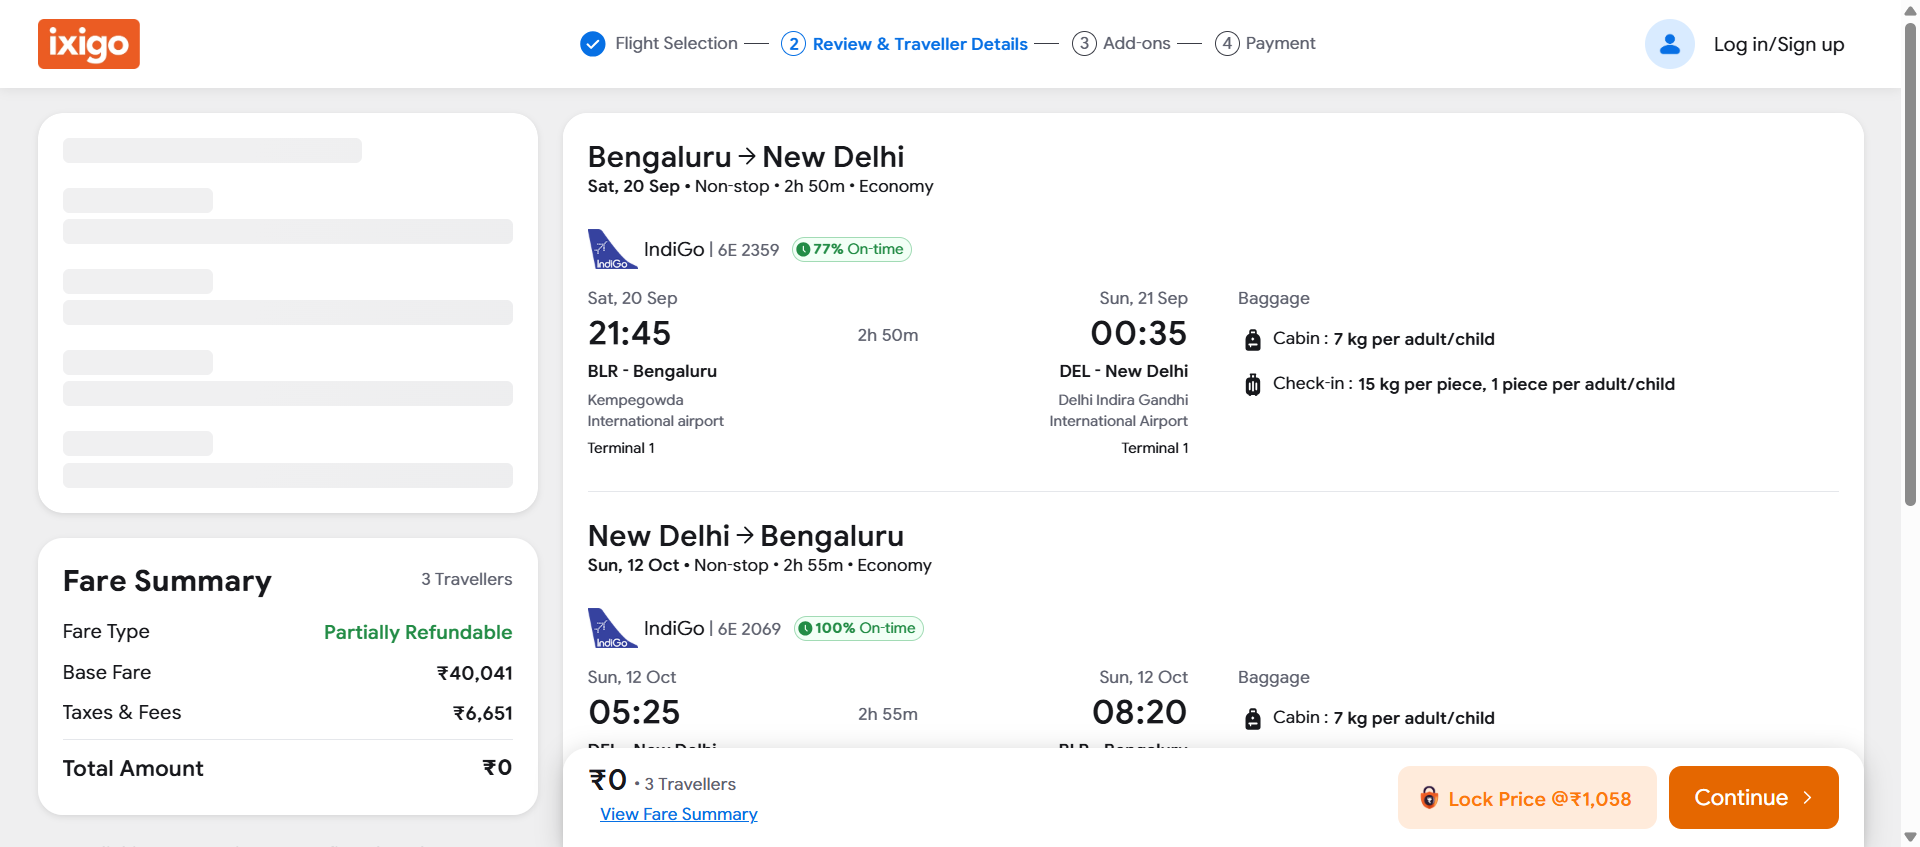 ixigo
Flight Selection
2 Review & Traveller Details
3 Add-ons
4 Payment
Log in/Sign up
Fare Summary
3 Travellers
Fare Type
Partially Refundable
Base Fare
₹40,041
Taxes & Fees
₹6,651
Total Amount
₹0
Bengaluru → New Delhi
Sat, 20 Sep • Non-stop • 2h 50m • Economy
IndiGo
IndiGo | 6E 2359
77% On-time
Sat, 20 Sep
21:45
BLR - Bengaluru
Kempegowda
International airport
Terminal 1
2h 50m
Sun, 21 Sep
00:35
DEL - New Delhi
Delhi Indira Gandhi
International Airport
Terminal 1
Baggage
Cabin : 7 kg per adult/child
Check-in : 15 kg per piece, 1 piece per adult/child
New Delhi → Bengaluru
Sun, 12 Oct • Non-stop • 2h 55m • Economy
IndiGo
IndiGo | 6E 2069
100% On-time
Sun, 12 Oct
05:25
DEL - New Delhi
2h 55m
Sun, 12 Oct
08:20
BLR - Bengaluru
Baggage
Cabin : 7 kg per adult/child
₹0 • 3 Travellers
View Fare Summary
Lock Price @₹1,058
Continue